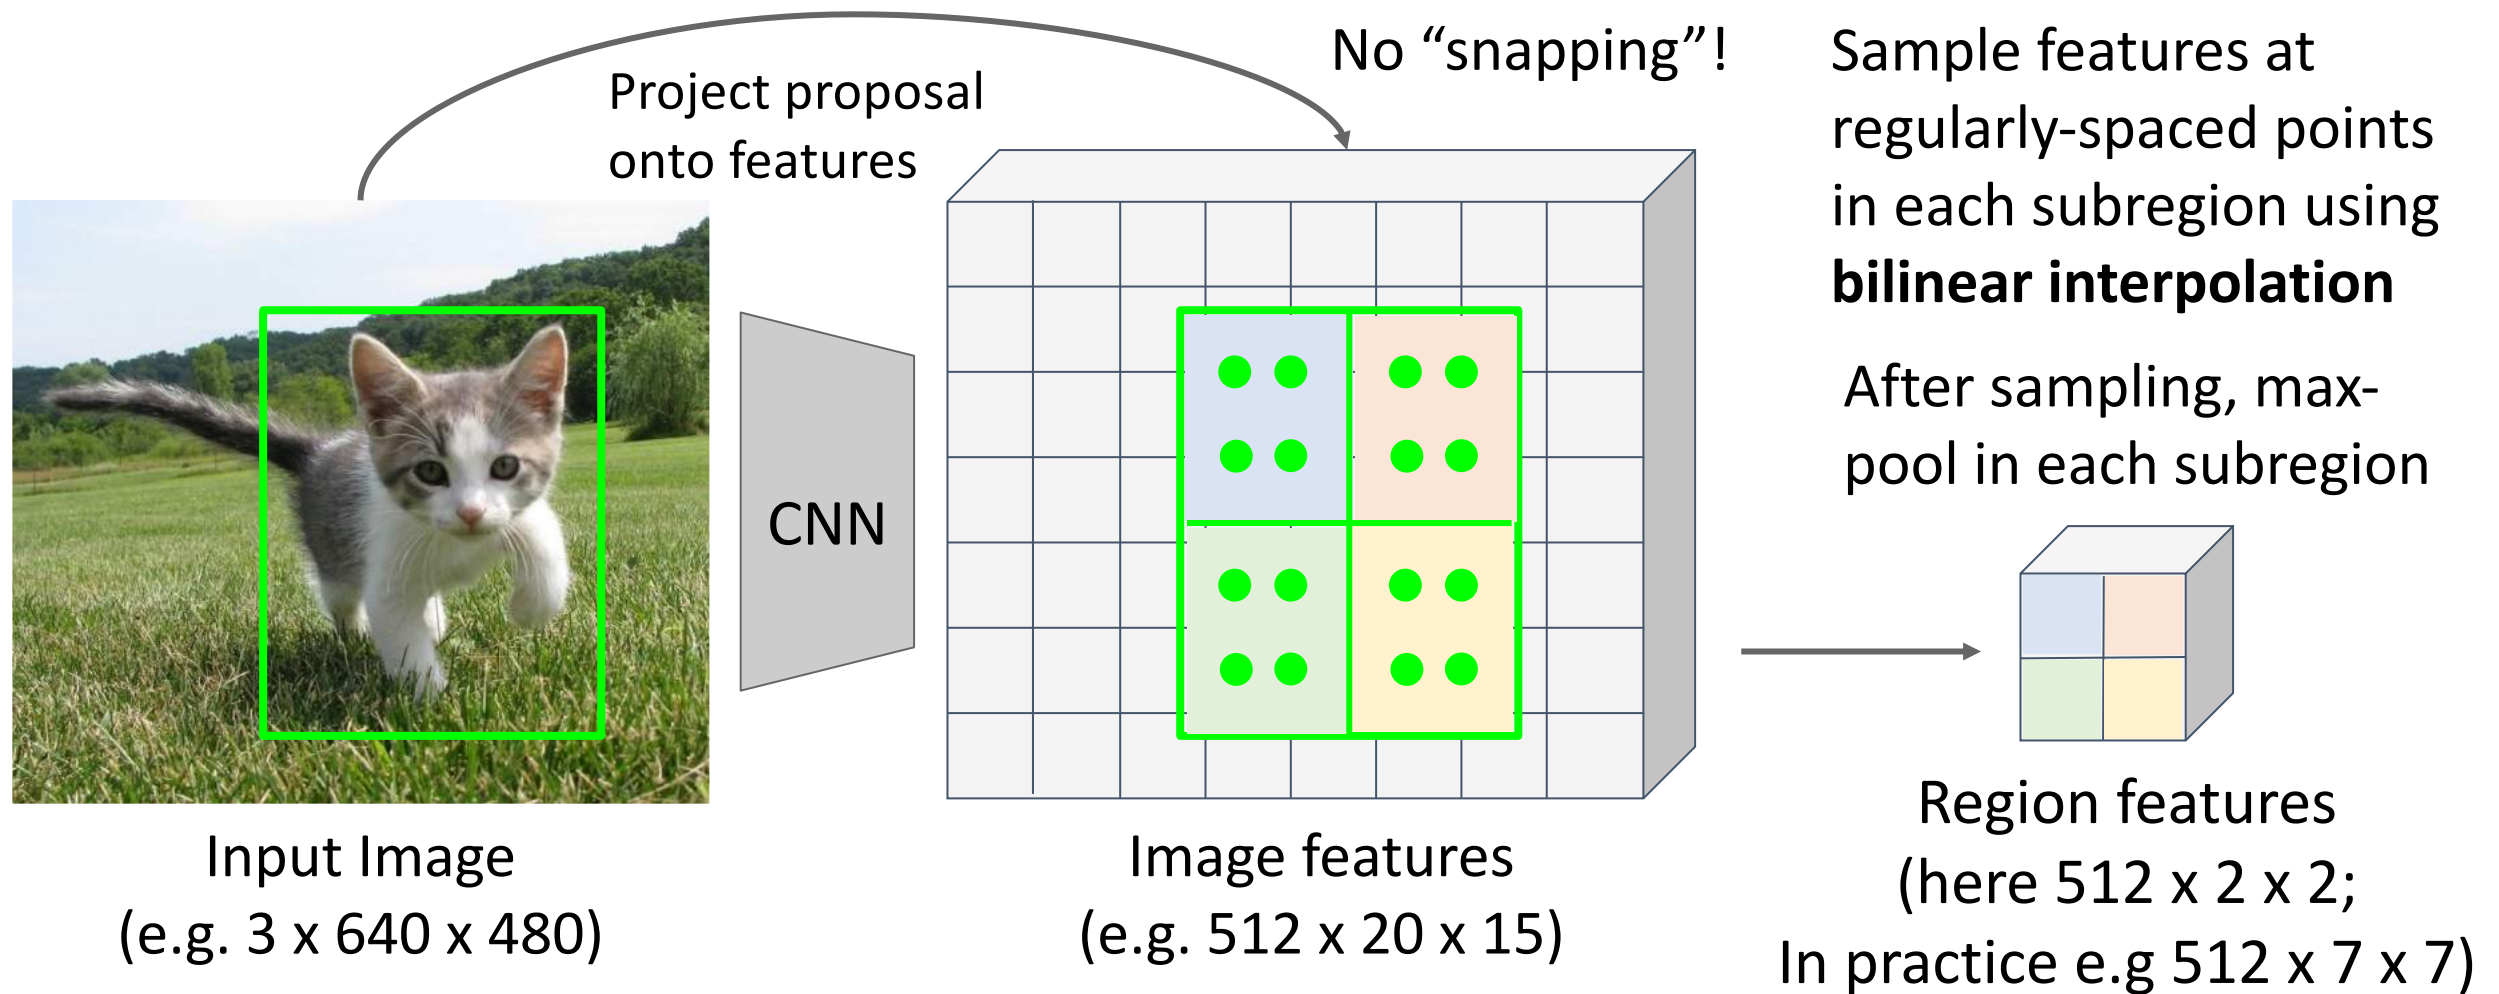 Project proposal
onto features
No “snapping”!
Sample features at
regularly-spaced points
in each subregion using
bilinear interpolation
After sampling, max-
pool in each subregion
CNN
Input Image
(e.g. 3 x 640 x 480)
Image features
(e.g. 512 x 20 x 15)
Region features
(here 512 x 2 x 2;
In practice e.g 512 x 7 x 7)